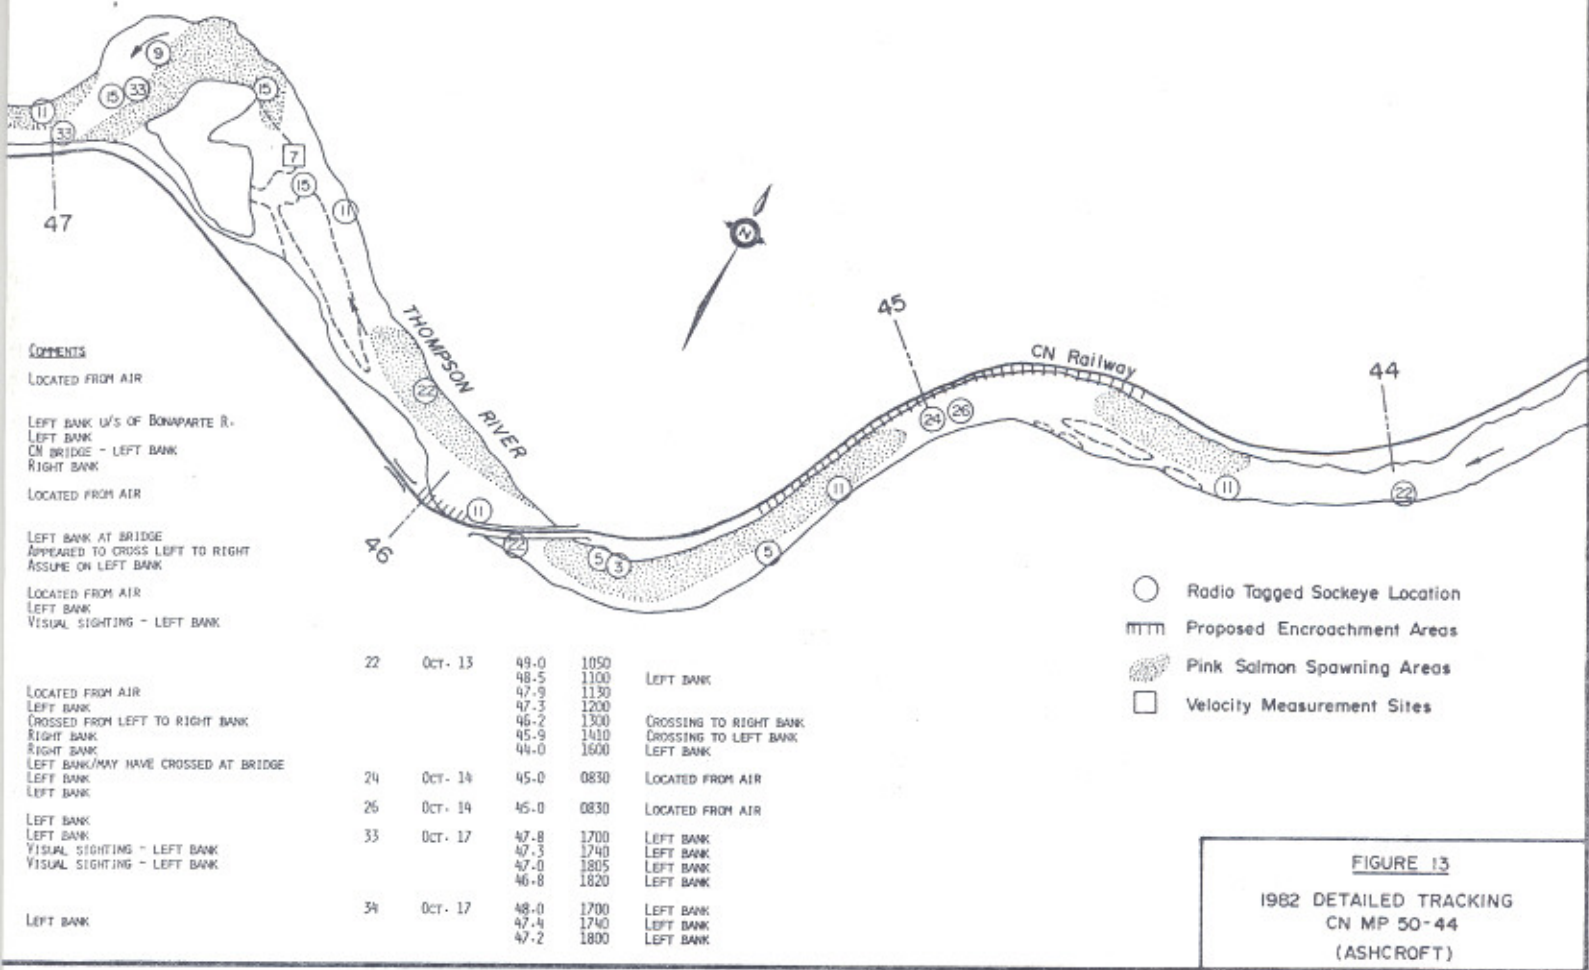 9
15
33
15
11
33
7
15
11
47
N
THOMPSON RIVER
22
45
CN Railway
44
24
26
11
11
22
11
22
46
5
3
5
COMMENTS
LOCATED FROM AIR
LEFT BANK U/S OF BONAPARTE R.
LEFT BANK
CN BRIDGE - LEFT BANK
RIGHT BANK
LOCATED FROM AIR
LEFT BANK AT BRIDGE
APPEARED TO CROSS LEFT TO RIGHT
ASSUME ON LEFT BANK
LOCATED FROM AIR
LEFT BANK
VISUAL SIGHTING - LEFT BANK
LOCATED FROM AIR
LEFT BANK
CROSSED FROM LEFT TO RIGHT BANK
RIGHT BANK
RIGHT BANK
LEFT BANK/MAY HAVE CROSSED AT BRIDGE
LEFT BANK
LEFT BANK
LEFT BANK
LEFT BANK
VISUAL SIGHTING - LEFT BANK
VISUAL SIGHTING - LEFT BANK
LEFT BANK
22 OCT. 13 49.0 1050
48.5 1100 LEFT BANK
47.9 1130
47.3 1200
46.2 1300 CROSSING TO RIGHT BANK
45.9 1410 CROSSING TO LEFT BANK
44.0 1600 LEFT BANK
24 OCT. 14 45.0 0830 LOCATED FROM AIR
26 OCT. 14 45.0 0830 LOCATED FROM AIR
33 OCT. 17 47.8 1700 LEFT BANK
47.3 1740 LEFT BANK
47.0 1805 LEFT BANK
46.8 1820 LEFT BANK
34 OCT. 17 48.0 1700 LEFT BANK
47.4 1740 LEFT BANK
47.2 1800 LEFT BANK
Radio Tagged Sockeye Location
Proposed Encroachment Areas
Pink Salmon Spawning Areas
Velocity Measurement Sites
FIGURE 13
1982 DETAILED TRACKING
CN MP 50-44
(ASHCROFT)